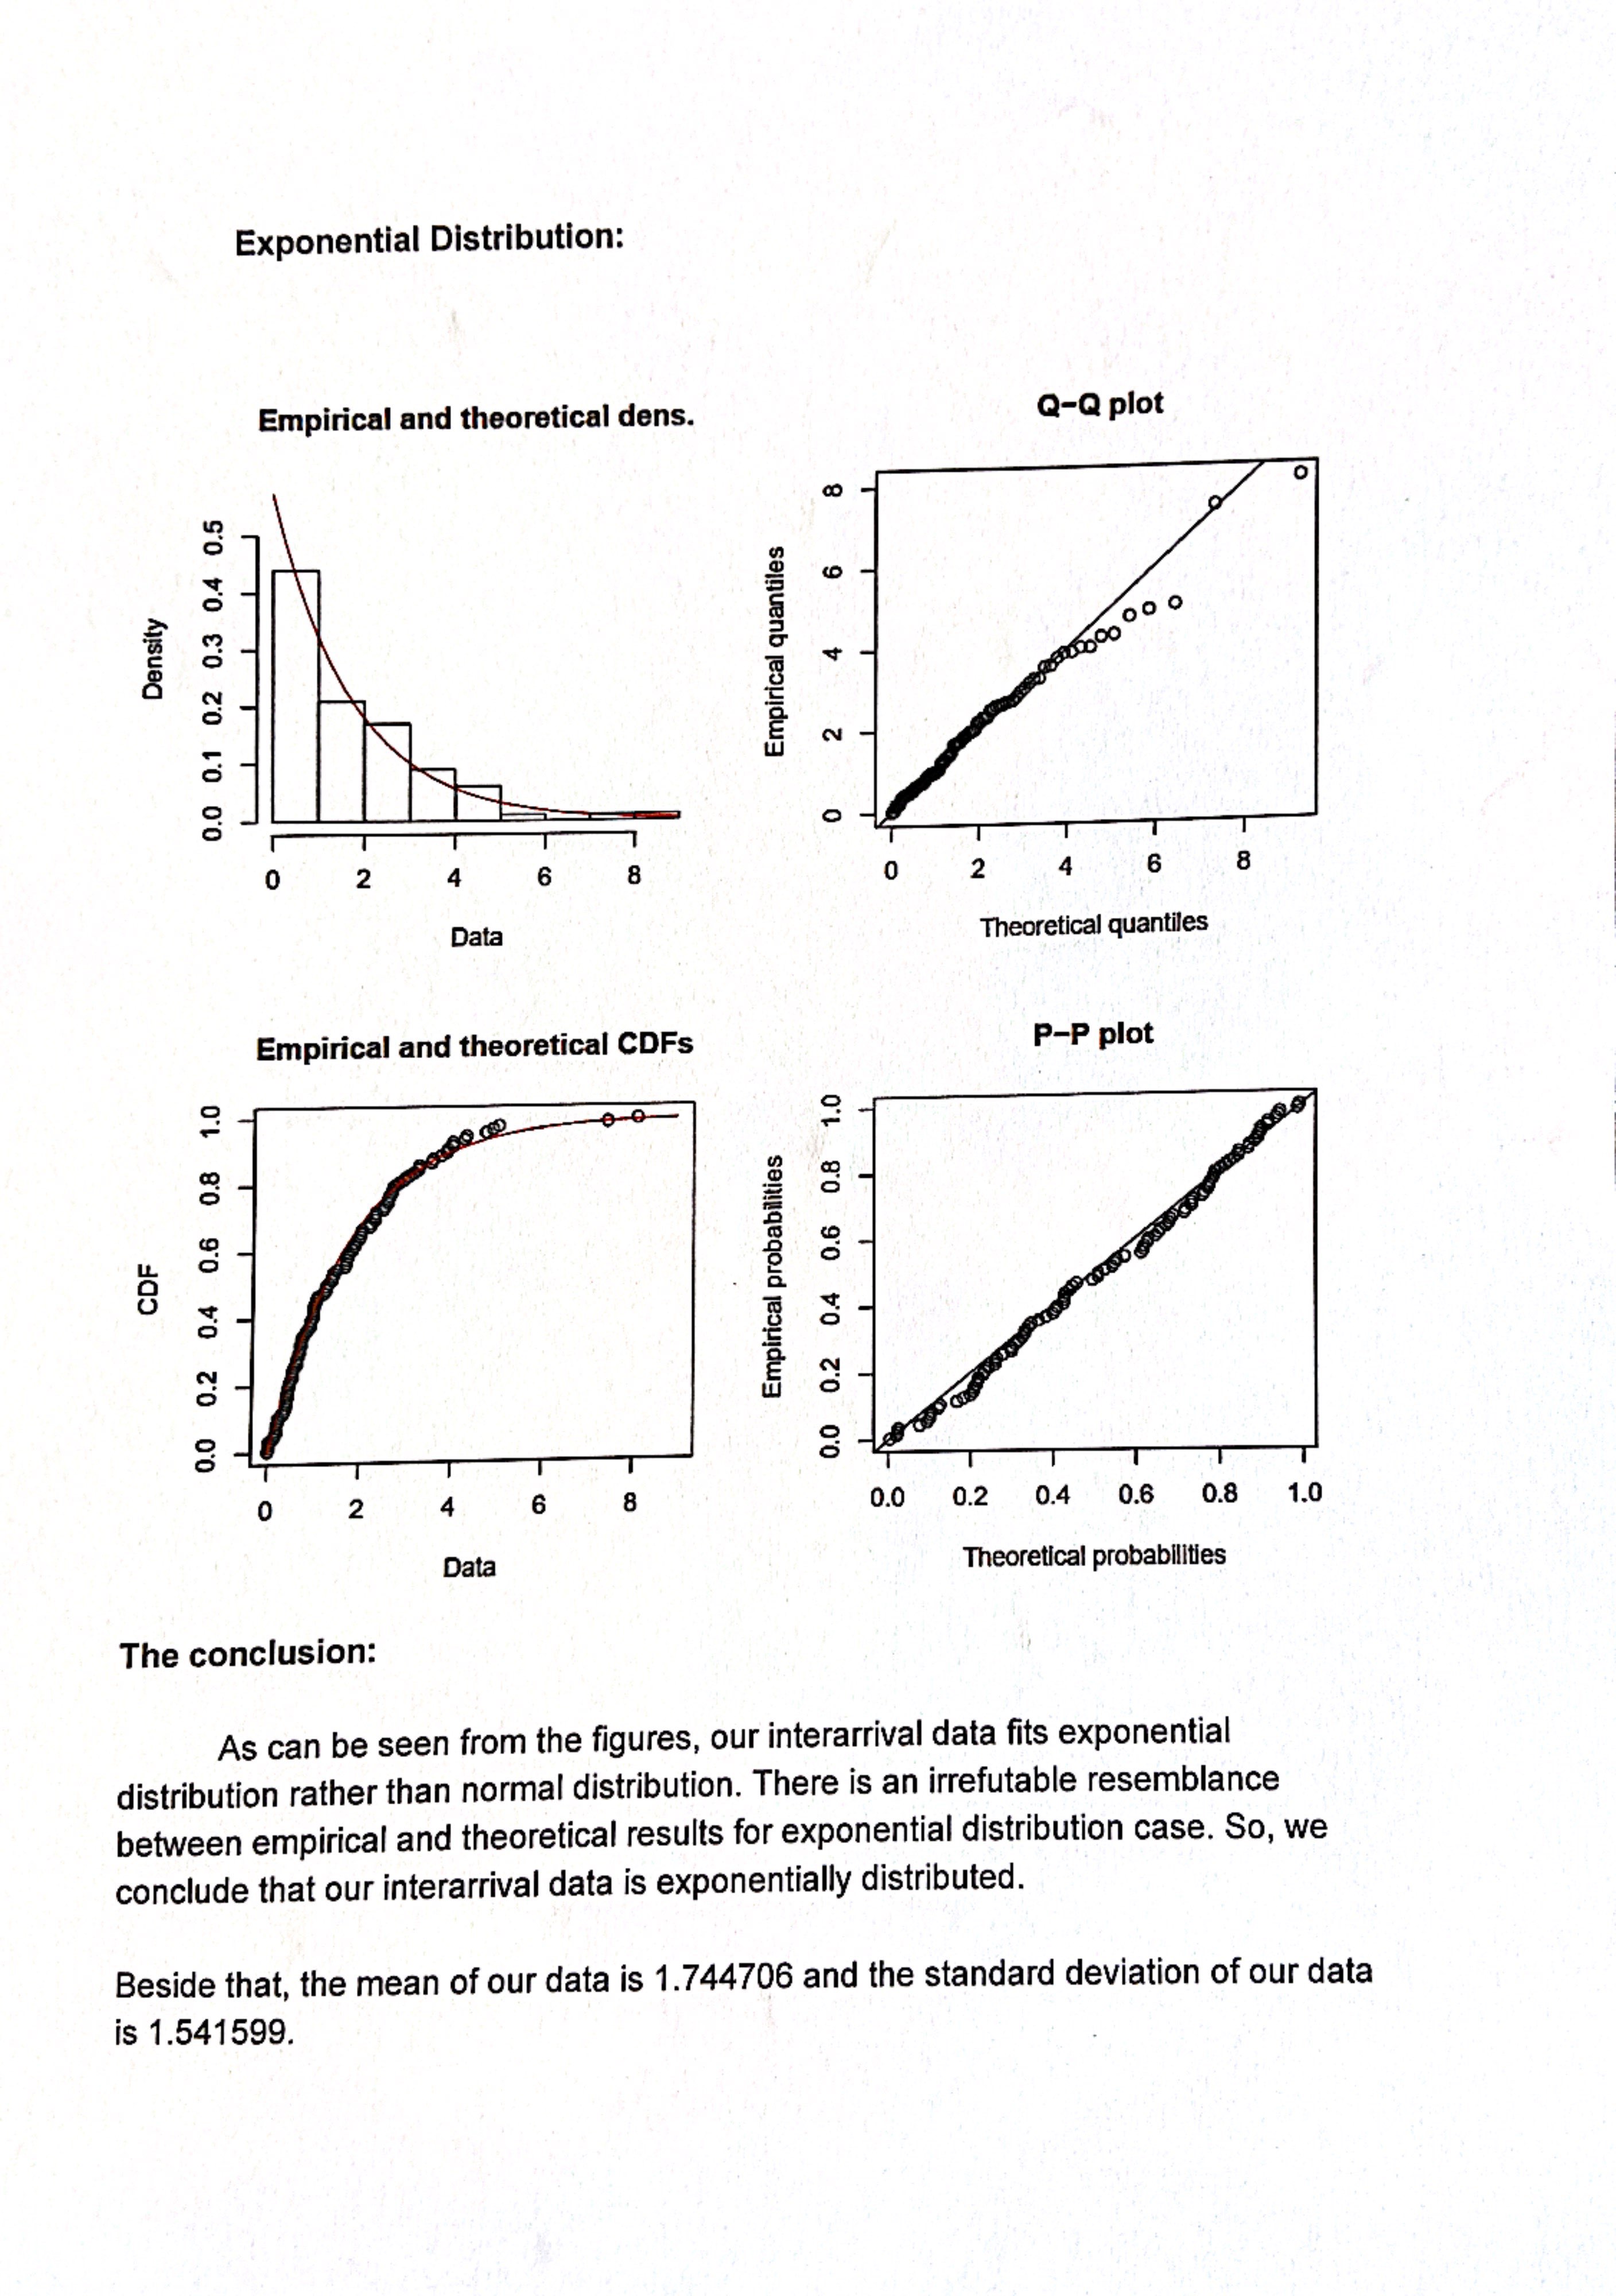 Exponential Distribution:
Empirical and theoretical dens.
Density
0.0 0.1 0.2 0.3 0.4 0.5
0 2 4 6 8
Data
Q–Q plot
Empirical quantiles
0 2 4 6 8
0 2 4 6 8
Theoretical quantiles
Empirical and theoretical CDFs
CDF
0.0 0.2 0.4 0.6 0.8 1.0
0 2 4 6 8
Data
P–P plot
Empirical probabilities
0.0 0.2 0.4 0.6 0.8 1.0
0.0 0.2 0.4 0.6 0.8 1.0
Theoretical probabilities
The conclusion:
As can be seen from the figures, our interarrival data fits exponential
distribution rather than normal distribution. There is an irrefutable resemblance
between empirical and theoretical results for exponential distribution case. So, we
conclude that our interarrival data is exponentially distributed.
Beside that, the mean of our data is 1.744706 and the standard deviation of our data
is 1.541599.